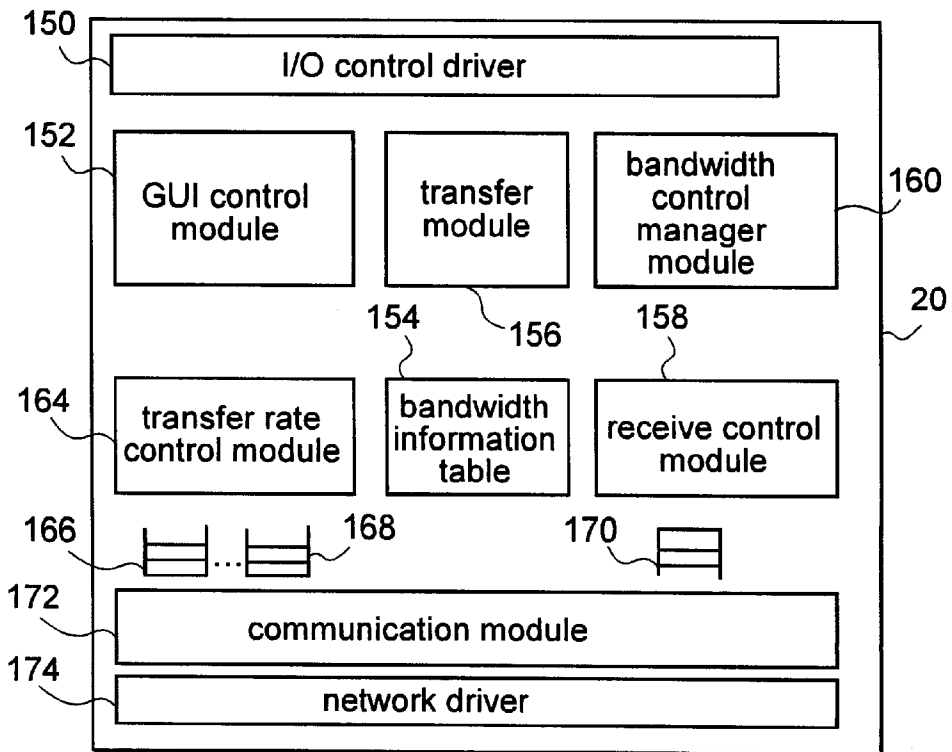 150
I/O control driver
152
GUI control
module
transfer
module
bandwidth
control
manager
module
160
20
154
156
158
164
transfer rate
control module
bandwidth
information
table
receive control
module
166
...
168
170
172
communication module
174
network driver